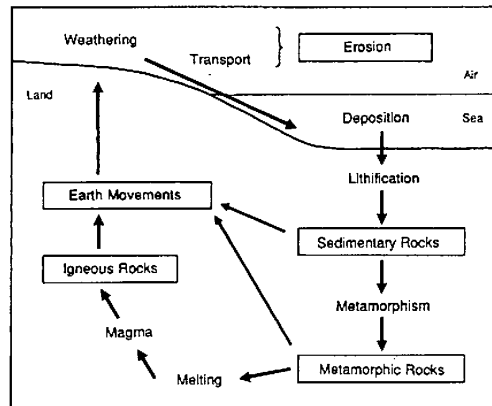 Weathering
Transport
Erosion
Air
Land
Deposition
Sea
Lithification
Earth Movements
Sedimentary Rocks
Igneous Rocks
Metamorphism
Magma
Melting
Metamorphic Rocks